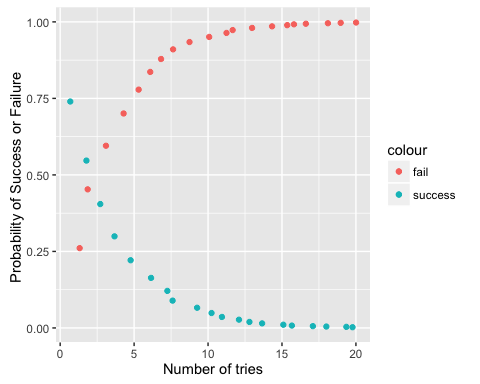 1.00
0.75
0.50
0.25
0.00
Probability of Success or Failure
0
5
10
15
20
Number of tries
colour
fail
success